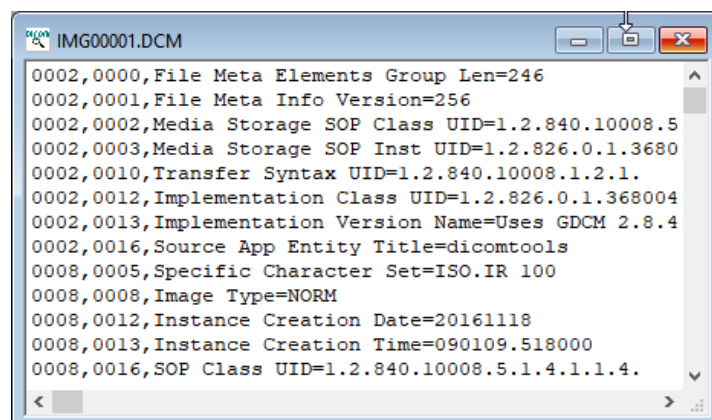 IMG00001.DCM
0002,0000,File Meta Elements Group Len=246
0002,0001,File Meta Info Version=256
0002,0002,Media Storage SOP Class UID=1.2.840.10008.5
0002,0003,Media Storage SOP Inst UID=1.2.826.0.1.3680
0002,0010,Transfer Syntax UID=1.2.840.10008.1.2.1.
0002,0012,Implementation Class UID=1.2.826.0.1.368004
0002,0013,Implementation Version Name=Uses GDCM 2.8.4
0002,0016,Source App Entity Title=dicomtools
0008,0005,Specific Character Set=ISO.IR 100
0008,0008,Image Type=NORM
0008,0012,Instance Creation Date=20161118
0008,0013,Instance Creation Time=090109.518000
0008,0016,SOP Class UID=1.2.840.10008.5.1.4.1.1.4.